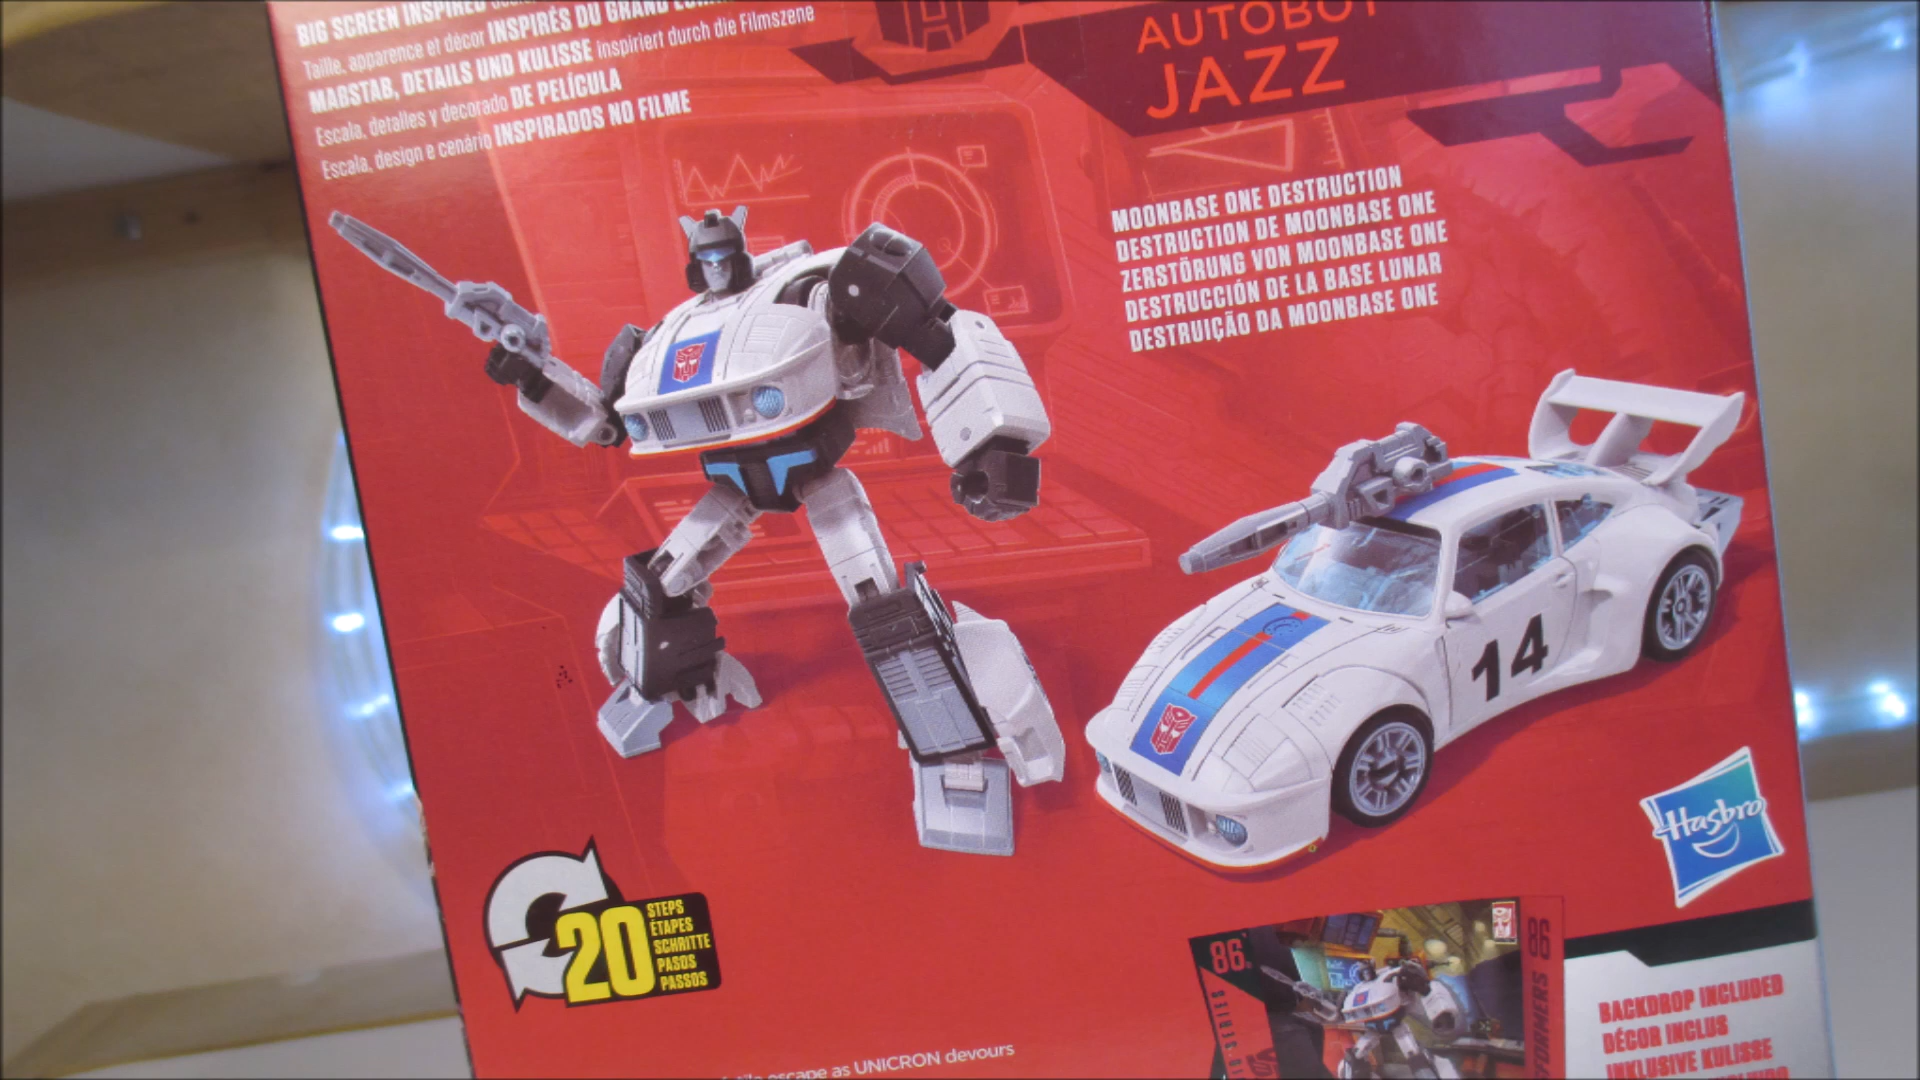 BIG SCREEN INSPIRED
Taille, apparence et décor INSPIRÉS DU GRAND
MAßSTAB, DETAILS UND KULISSE inspiriert durch die Filmszene
Escala, detalles y decorado DE PELÍCULA
Escala, design e cenário INSPIRADOS NO FILME
AUTOBOT
JAZZ
MOONBASE ONE DESTRUCTION
DESTRUCTION DE MOONBASE ONE
ZERSTÖRUNG VON MOONBASE ONE
DESTRUCCIÓN DE LA BASE LUNAR
DESTRUIÇÃO DA MOONBASE ONE
14
Hasbro
20
STEPS
ÉTAPES
SCHRITTE
PASOS
PASSOS
86
86
BACKDROP INCLUDED
DÉCOR INCLUS
INKLUSIVE KULISSE
escape as UNICRON devours